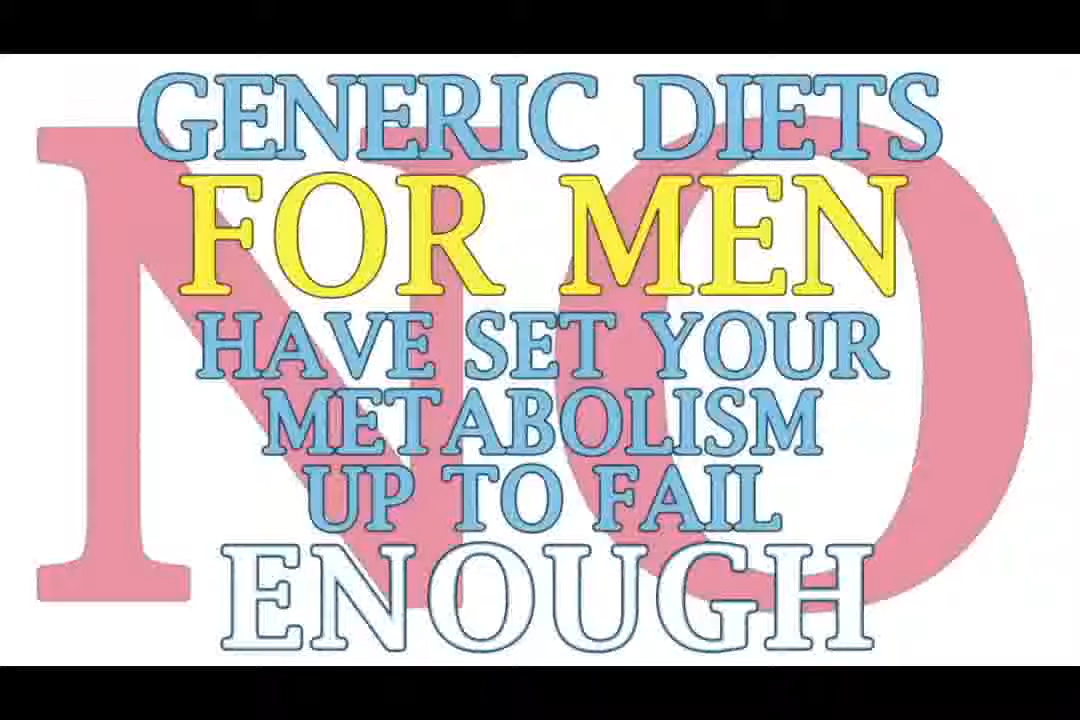 NO
GENERIC DIETS
FOR MEN
HAVE SET YOUR
METABOLISM
UP TO FAIL
ENOUGH